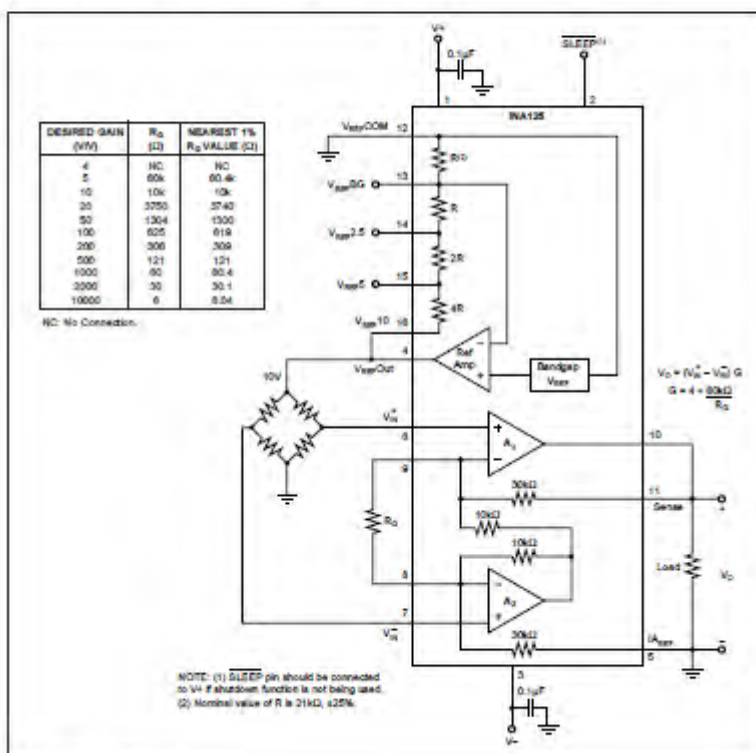 V+
SLEEP(1)
0.1µF
1
2
INA125
VREFCOM
12
R(2)
13
VREFBG
R
14
VREF2.5
2R
15
VREF5
4R
16
VREF10
4
VREFOut
Ref
Amp
-
+
Bandgap
VREF
DESIRED GAIN
(V/V)
RG
(Ω)
NEAREST 1%
RG VALUE (Ω)
4 NC NC
5 80k 80.4k
10 10k 10k
20 3750 3740
50 1304 1300
100 625 619
200 306 309
500 121 121
1000 60 60.4
2000 30 30.1
10000 6 6.04
NC: No Connection.
10V
V+IN
6
9
+
-
A1
VO = (V+IN – V–IN) G
G = 4 + 60kΩ
RG
10
30kΩ
11
Sense
+
10kΩ
RG
10kΩ
8
-
A2
+
7
V–IN
Load
VO
30kΩ
IAREF
-
5
3
0.1µF
V–
NOTE: (1) SLEEP pin should be connected
to V+ if shutdown function is not being used.
(2) Nominal value of R is 21kΩ, ±25%.